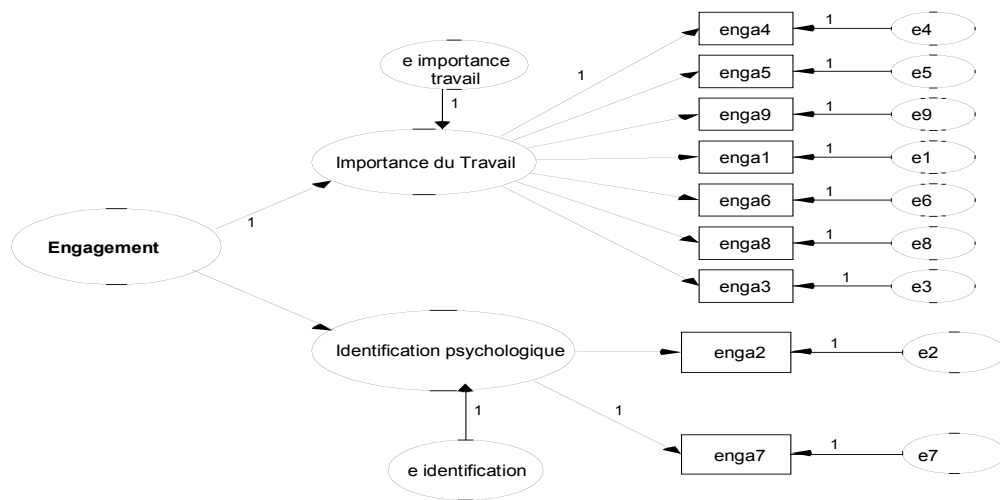 enga4
1
e4
e importance
travail
1
enga5
1
e5
1
enga9
1
e9
Importance du Travail
enga1
1
e1
enga6
1
e6
1
Engagement
enga8
1
e8
enga3
1
e3
Identification psychologique
enga2
1
e2
1
1
enga7
1
e7
e identification